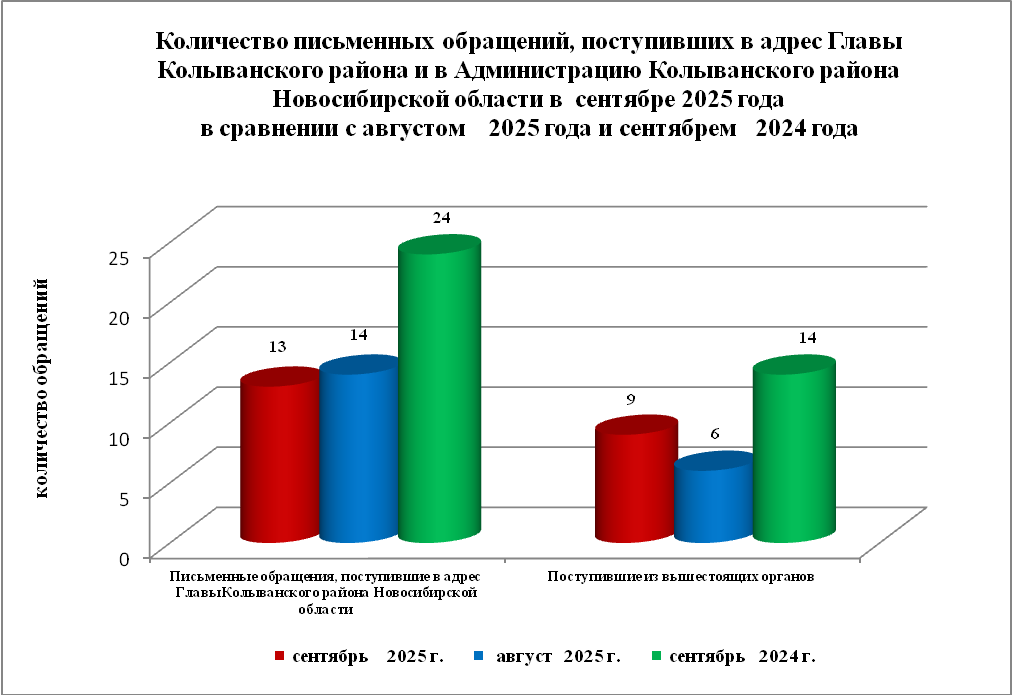 Количество письменных обращений, поступивших в адрес Главы
Колыванского района и в Администрацию Колыванского района
Новосибирской области в сентябре 2025 года
в сравнении с августом 2025 года и сентябрем 2024 года
количество обращений
25
20
15
10
5
0
13
14
24
9
6
14
Письменные обращения, поступившие в адрес
ГлавыКолыванского района Новосибирской
области
Поступившие из вышестоящих органов
сентябрь 2025 г.
август 2025 г.
сентябрь 2024 г.